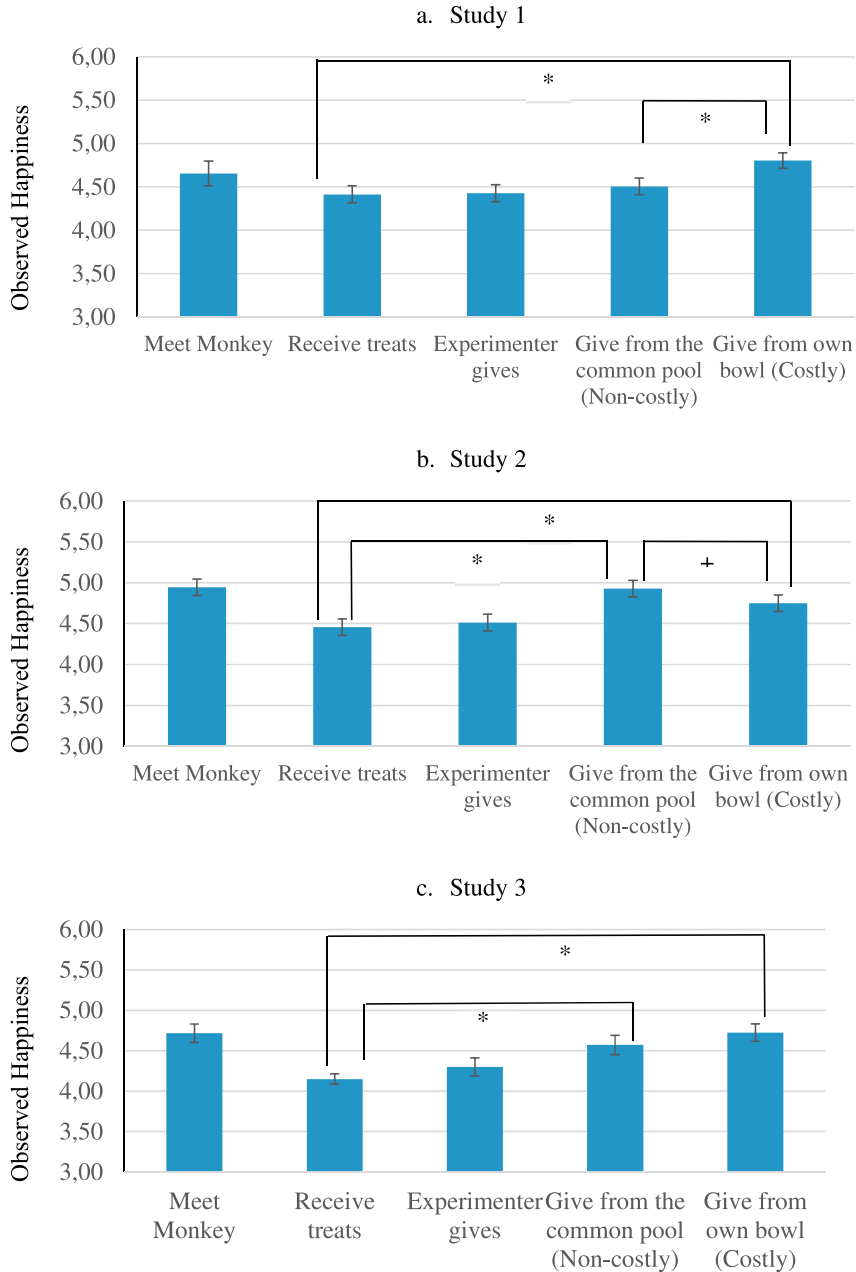 a. Study 1
6,00
5,50
5,00
4,50
4,00
3,50
3,00
Observed Happiness
*
*
Meet Monkey
Receive treats
Experimenter
gives
Give from the
common pool
(Non-costly)
Give from own
bowl (Costly)
b. Study 2
6,00
5,50
5,00
4,50
4,00
3,50
3,00
Observed Happiness
*
*
+
Meet Monkey
Receive treats
Experimenter
gives
Give from the
common pool
(Non-costly)
Give from own
bowl (Costly)
c. Study 3
6,00
5,50
5,00
4,50
4,00
3,50
3,00
Observed Happiness
*
*
Meet
Monkey
Receive
treats
Experimenter
gives
Give from the
common pool
(Non-costly)
Give from
own bowl
(Costly)